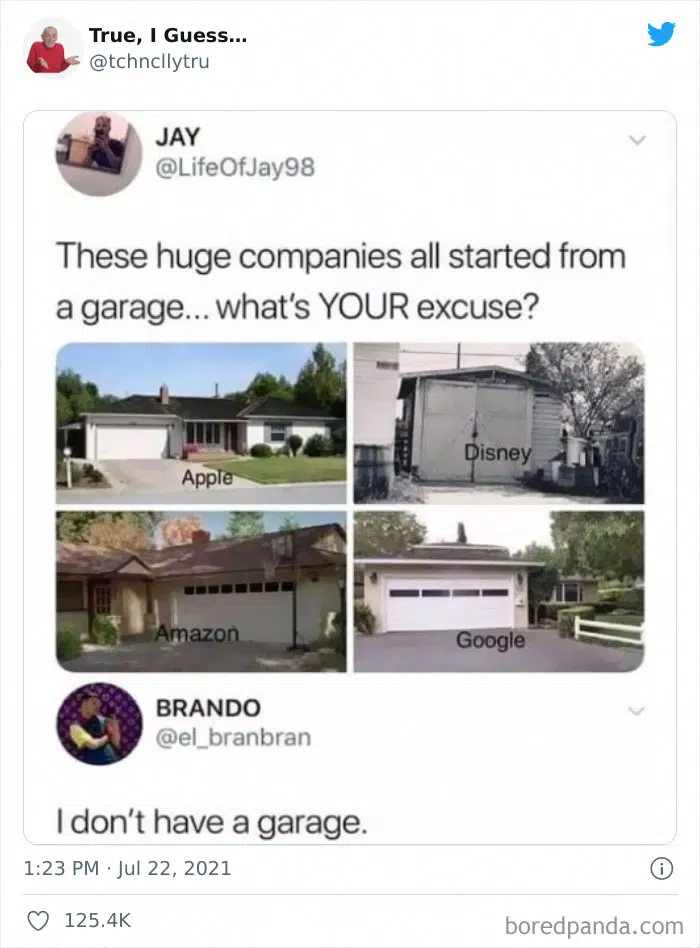 True, I Guess...
@tchncllytru
JAY
@LifeOfJay98
These huge companies all started from
a garage... what's YOUR excuse?
Apple
Disney
Amazon
Google
BRANDO
@el_branbran
I don't have a garage.
1:23 PM · Jul 22, 2021
125.4K
boredpanda.com